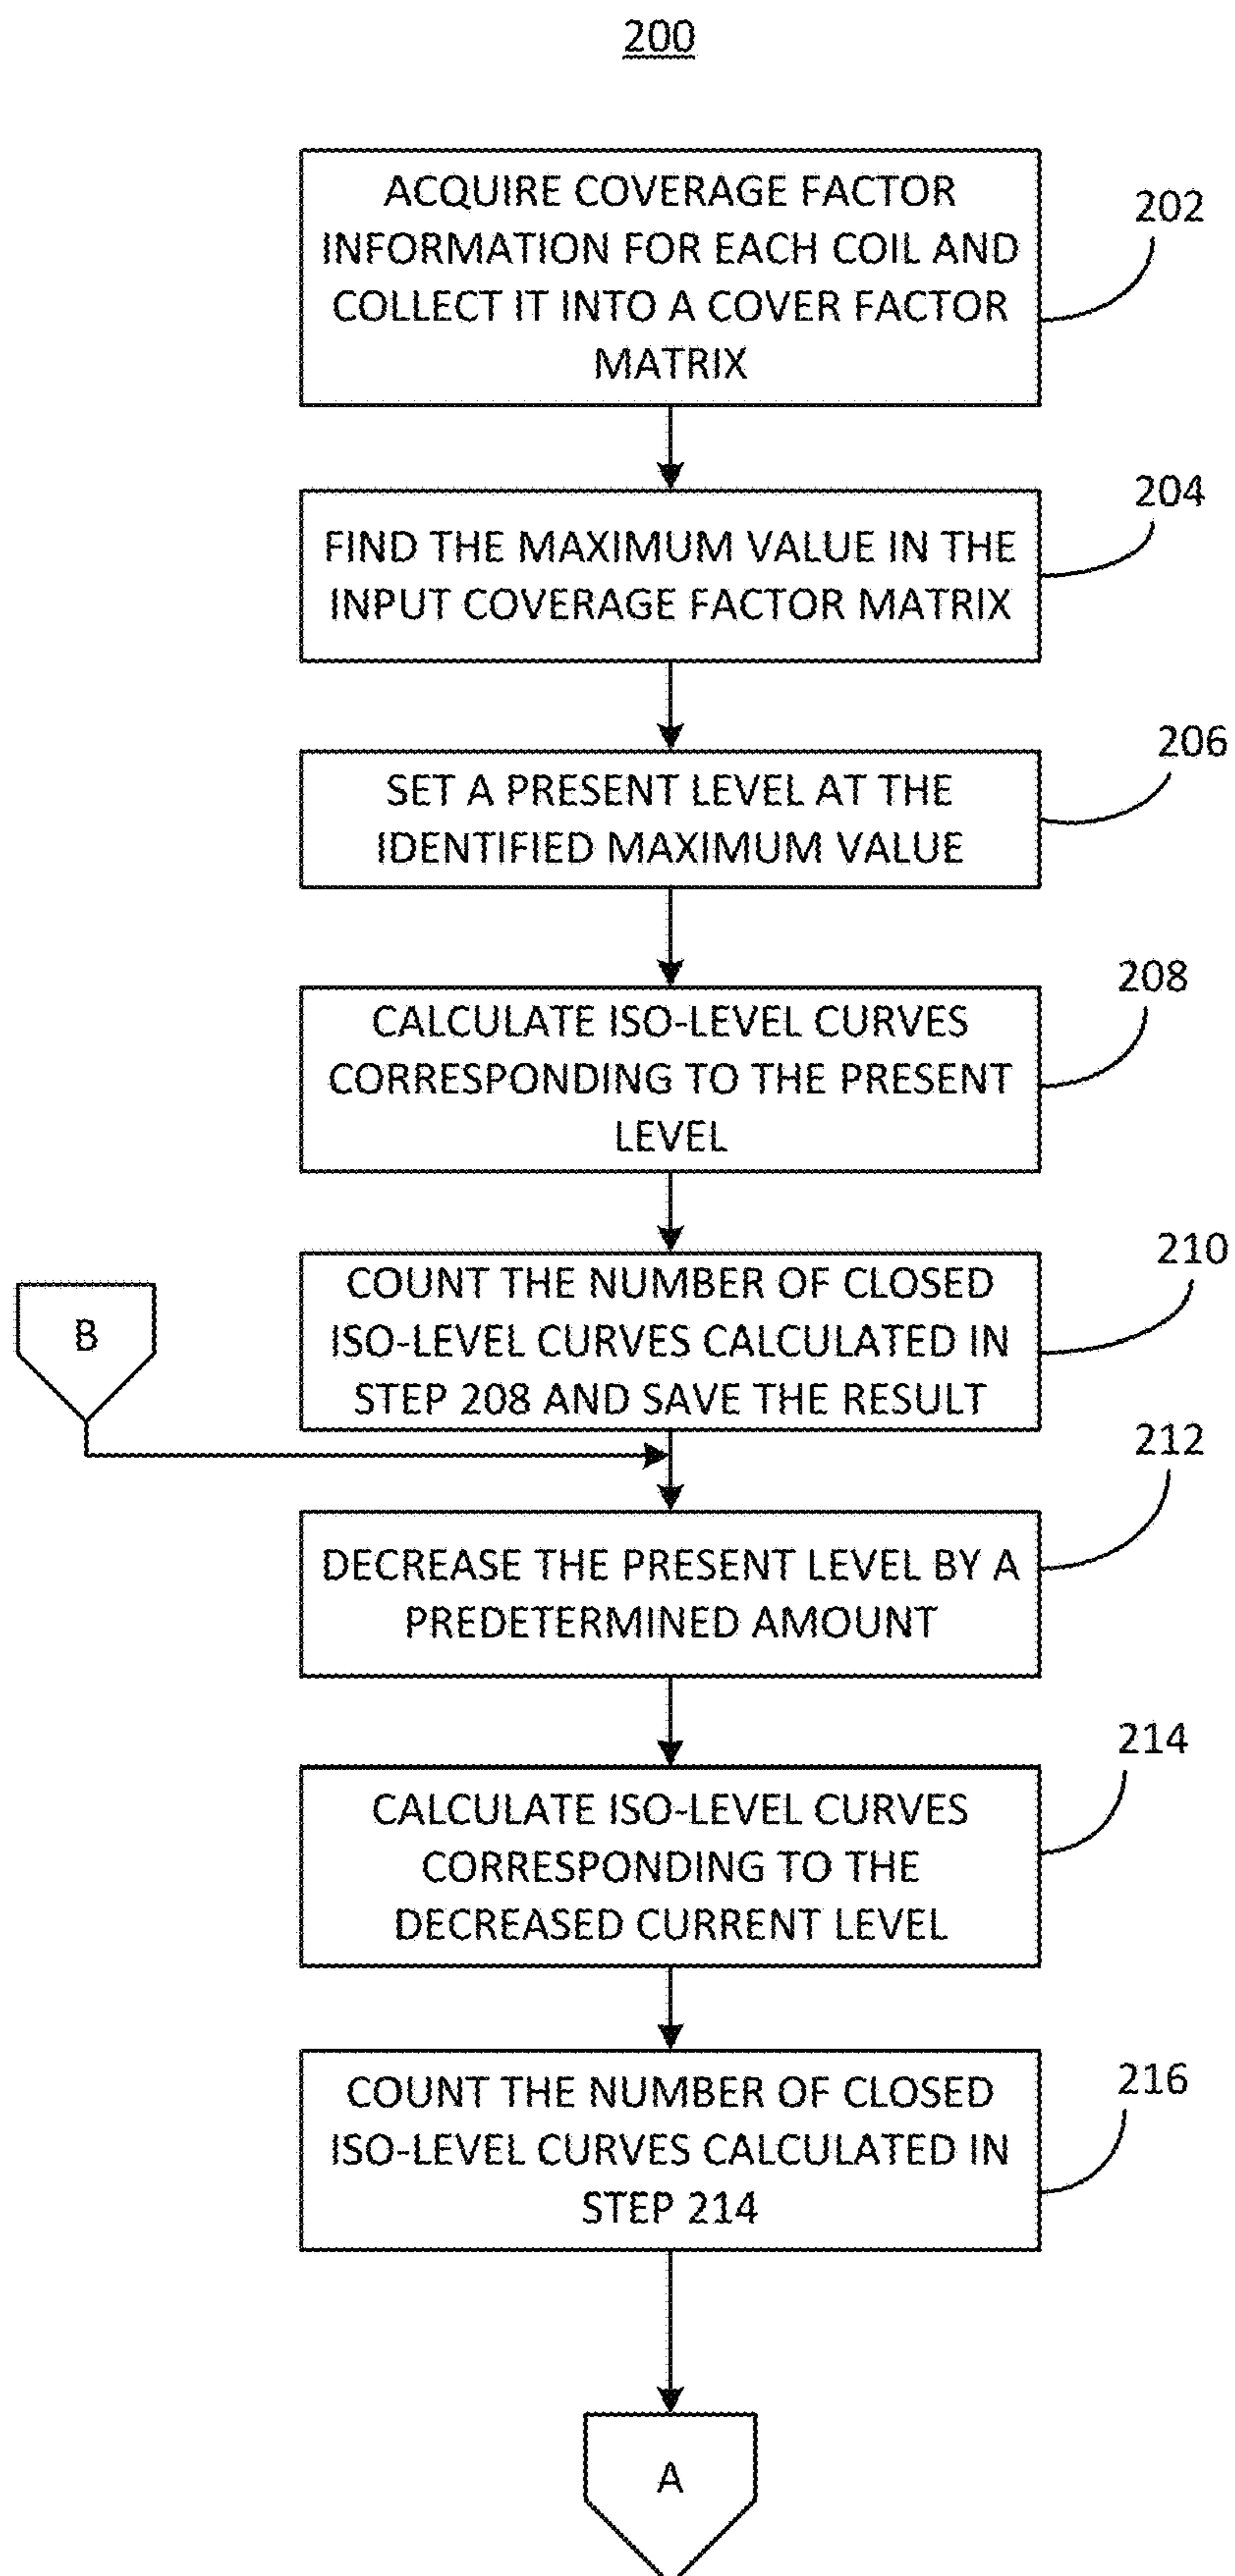 200
ACQUIRE COVERAGE FACTOR
INFORMATION FOR EACH COIL AND
COLLECT IT INTO A COVER FACTOR
MATRIX
202
FIND THE MAXIMUM VALUE IN THE
INPUT COVERAGE FACTOR MATRIX
204
SET A PRESENT LEVEL AT THE
IDENTIFIED MAXIMUM VALUE
206
CALCULATE ISO-LEVEL CURVES
CORRESPONDING TO THE PRESENT
LEVEL
208
COUNT THE NUMBER OF CLOSED
ISO-LEVEL CURVES CALCULATED IN
STEP 208 AND SAVE THE RESULT
210
B
DECREASE THE PRESENT LEVEL BY A
PREDETERMINED AMOUNT
212
CALCULATE ISO-LEVEL CURVES
CORRESPONDING TO THE
DECREASED CURRENT LEVEL
214
COUNT THE NUMBER OF CLOSED
ISO-LEVEL CURVES CALCULATED IN
STEP 214
216
A